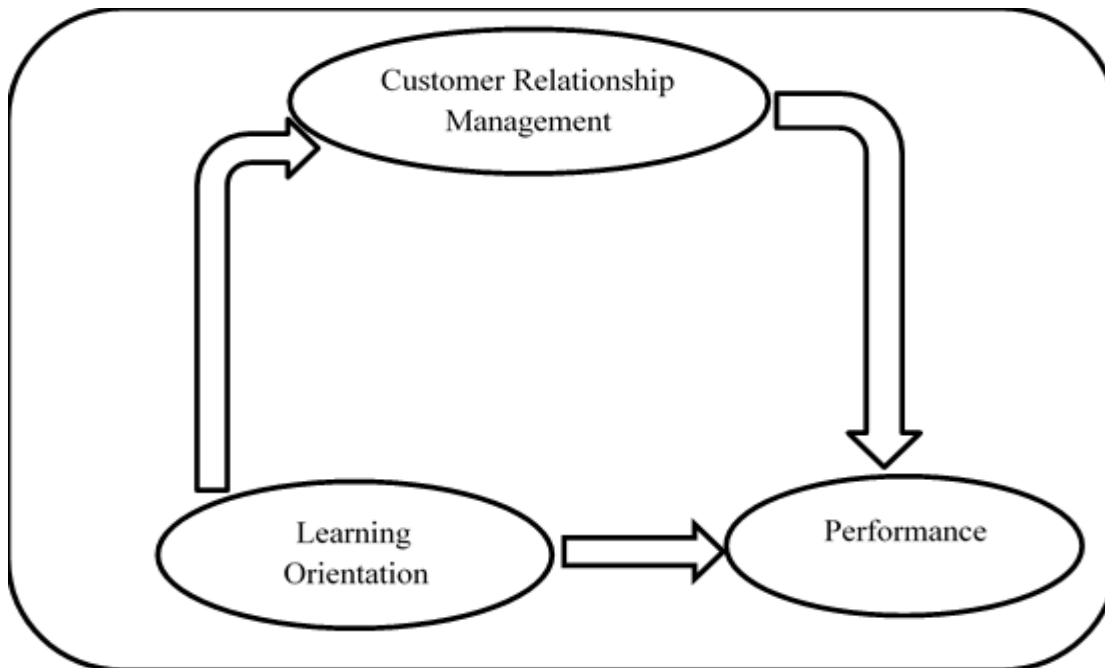 Customer Relationship
Management
Learning
Orientation
Performance